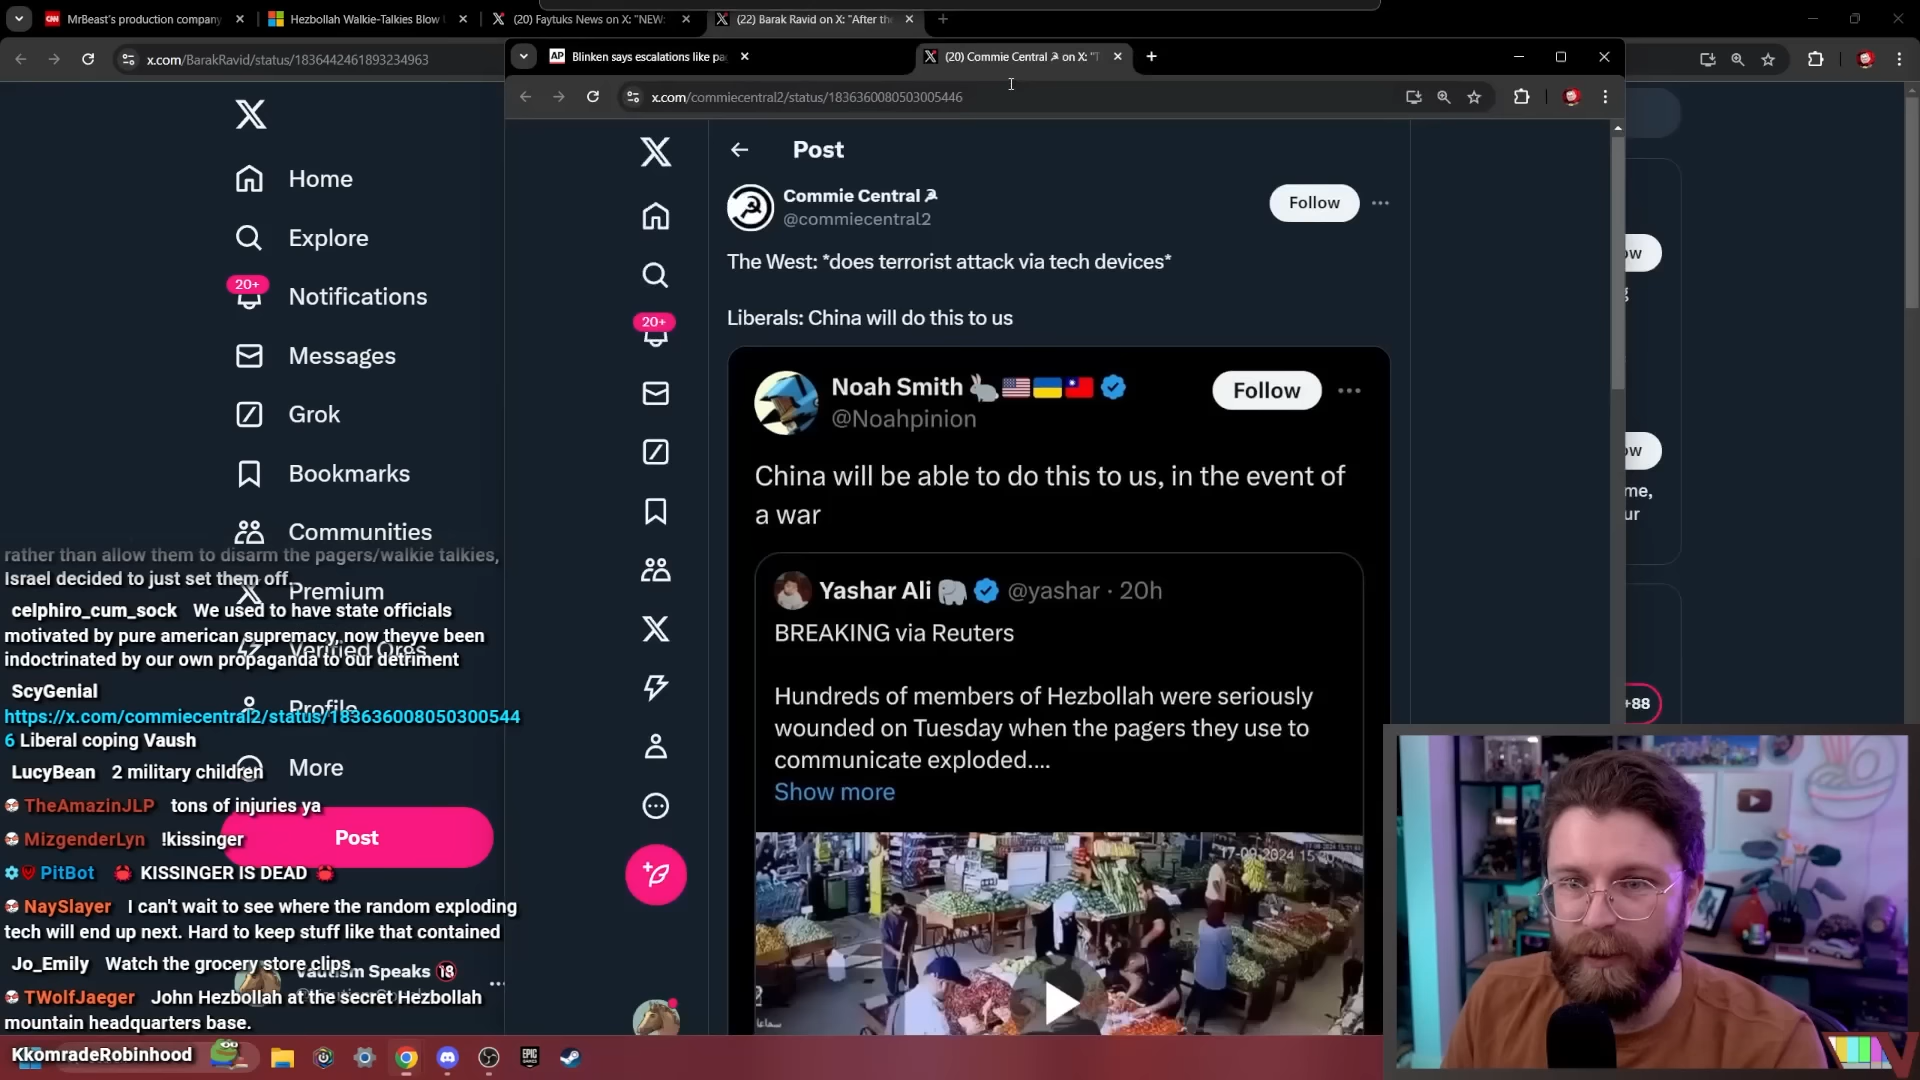 MrBeast's production company
Hezbollah Walkie-Talkies Blow
(20) Faytuks News on X: "NEW:
(22) Barak Ravid on X: "After the
x.com/BarakRavid/status/1836442461893234963
AP
Blinken says escalations like pa
(20) Commie Central on X: "T
x.com/commiecentral2/status/1836360080503005446
Home
Explore
20+
Notifications
Messages
Grok
Bookmarks
Communities
Premium
Verified Orgs
Profile
More
Post
Vautism Speaks
20+
Post
Commie Central
@commiecentral2
Follow
The West: *does terrorist attack via tech devices*
Liberals: China will do this to us
Noah Smith
@Noahpinion
Follow
China will be able to do this to us, in the event of
a war
Yashar Ali @yashar · 20h
BREAKING via Reuters
Hundreds of members of Hezbollah were seriously
wounded on Tuesday when the pagers they use to
communicate exploded....
Show more
ow
ow
me,
ur
+88
rather than allow them to disarm the pagers/walkie talkies,
Israel decided to just set them off.
celphiro_cum_sock We used to have state officials
motivated by pure american supremacy, now theyve been
indoctrinated by our own propaganda to our detriment
ScyGenial
https://x.com/commiecentral2/status/183636008050300544
6 Liberal coping Vaush
LucyBean 2 military children
TheAmazinJLP tons of injuries ya
MizgenderLyn !kissinger
PitBot KISSINGER IS DEAD
NaySlayer I can't wait to see where the random exploding
tech will end up next. Hard to keep stuff like that contained
Jo_Emily Watch the grocery store clips
TWolfJaeger John Hezbollah at the secret Hezbollah
mountain headquarters base.
KkomradeRobinhood
EPIC